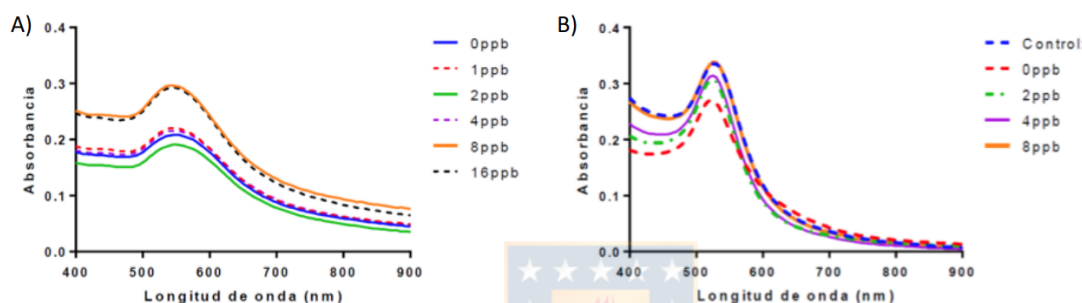 A)
0.4
0.3
0.2
0.1
0.0
Absorbancia
400 500 600 700 800 900
Longitud de onda (nm)
0ppb
1ppb
2ppb
4ppb
8ppb
16ppb
B)
0.4
0.3
0.2
0.1
0.0
Absorbancia
400 500 600 700 800 900
Longitud de onda (nm)
Control
0ppb
2ppb
4ppb
8ppb